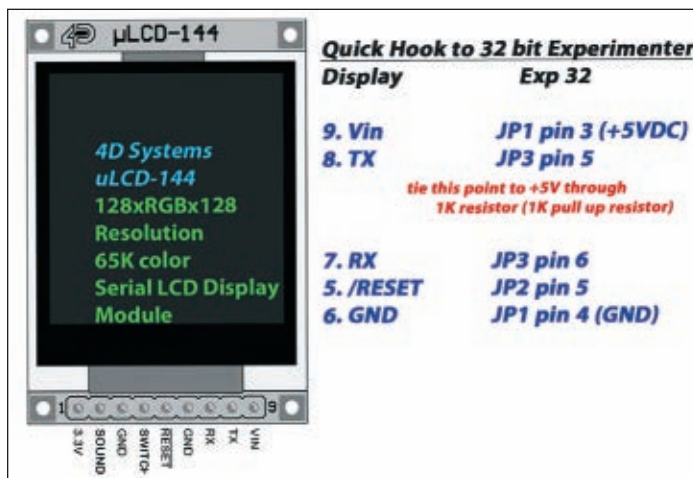 4D µLCD-144
4D Systems
uLCD-144
128xRGBx128
Resolution
65K color
Serial LCD Display
Module
1 9
3.3V
SOUND
GND
SWITCH
RESET
GND
RX
TX
VIN
Quick Hook to 32 bit Experimenter
Display Exp 32
9. Vin JP1 pin 3 (+5VDC)
8. TX JP3 pin 5
tie this point to +5V through
1K resistor (1K pull up resistor)
7. RX JP3 pin 6
5. /RESET JP2 pin 5
6. GND JP1 pin 4 (GND)